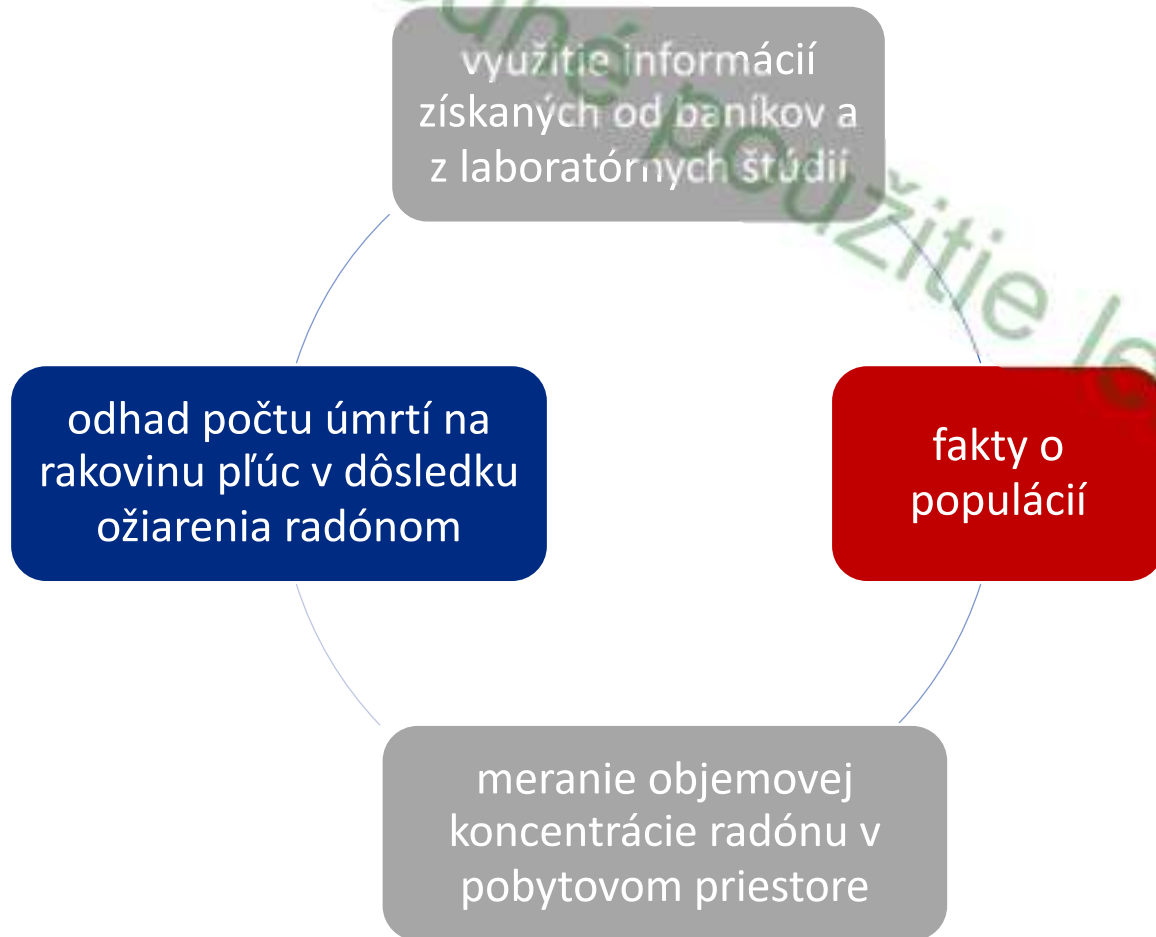 využitie informácií
získaných od baníkov a
z laboratórnych štúdií
odhad počtu úmrtí na
rakovinu pľúc v dôsledku
ožiarenia radónom
fakty o
populácií
meranie objemovej
koncentrácie radónu v
pobytovom priestore
použitie